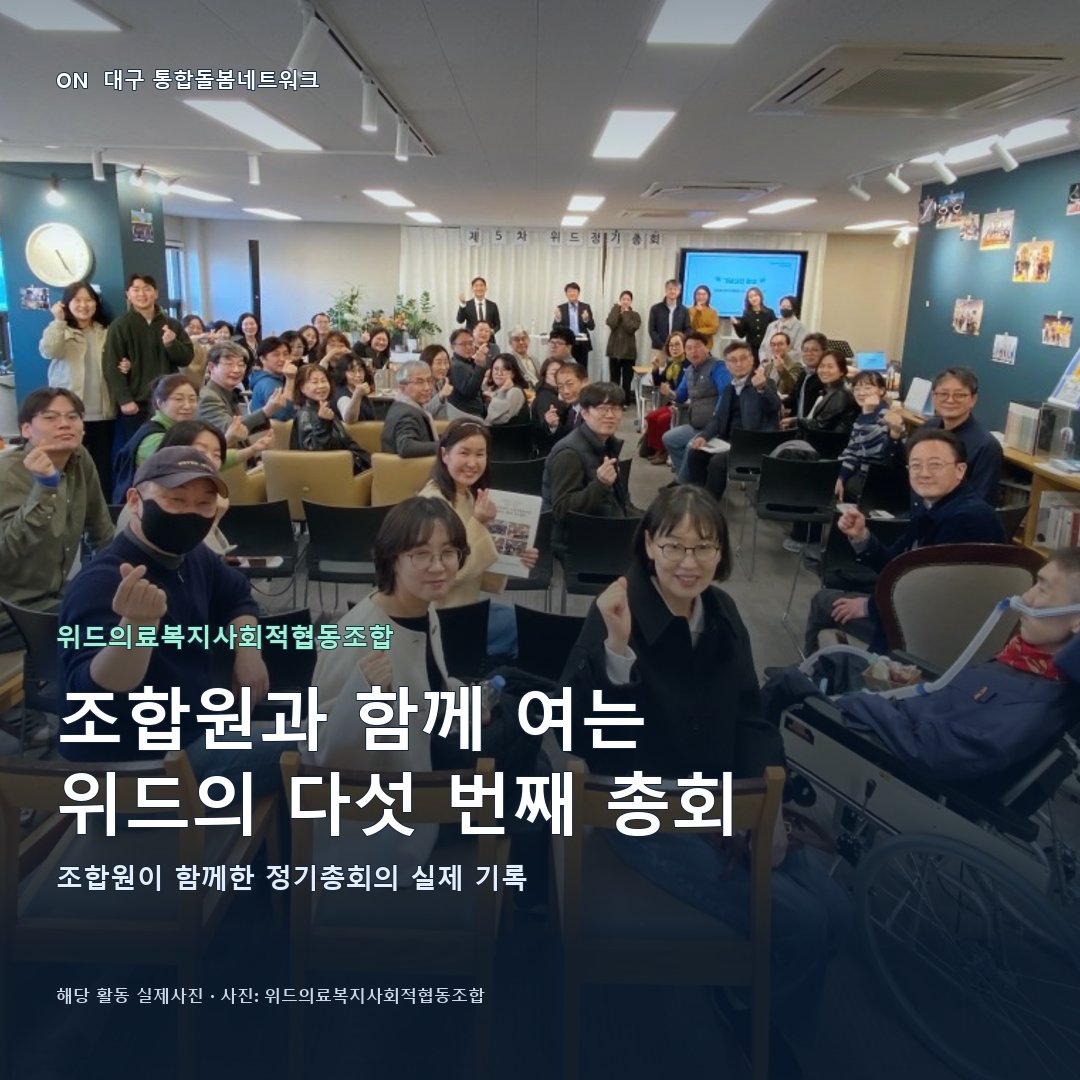 ON 대구 통합돌봄네트워크
제 5차 위드정기총회
위드의료복지사회적협동조합
조합원과 함께 여는
위드의 다섯 번째 총회
조합원이 함께한 정기총회의 실제 기록
해당 활동 실제사진 · 사진: 위드의료복지사회적협동조합